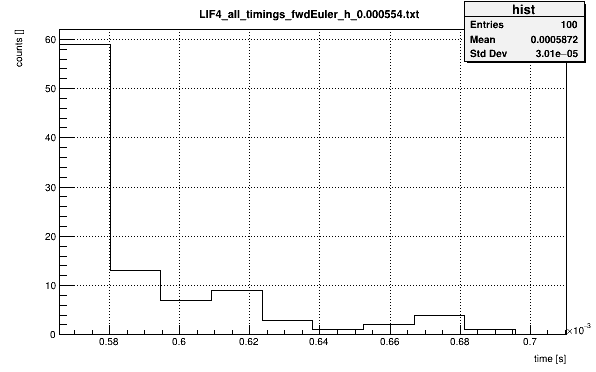 LIF4_all_timings_fwdEuler_h_0.000554.txt
hist
Entries 100
Mean 0.0005872
Std Dev 3.01e−05
counts []
60
50
40
30
20
10
0
0.58 0.6 0.62 0.64 0.66 0.68 0.7
×10⁻³
time [s]